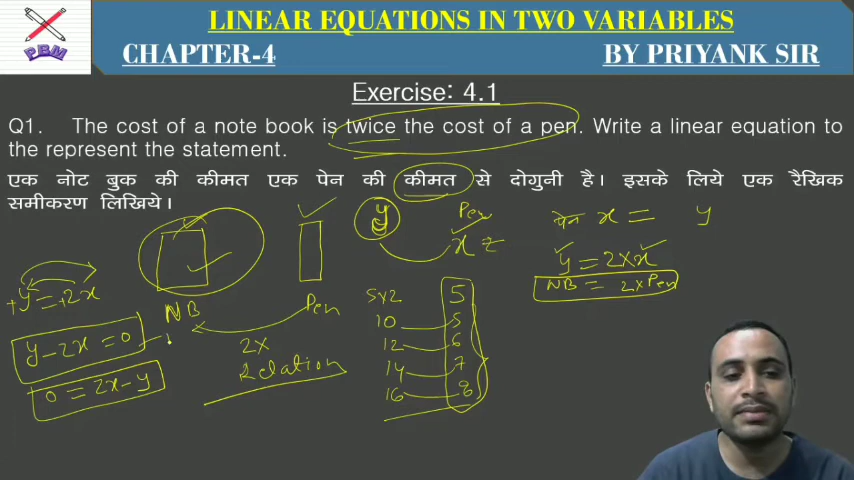 LINEAR EQUATIONS IN TWO VARIABLES
PBM
CHAPTER-4 BY PRIYANK SIR
Exercise: 4.1
Q1. The cost of a note book is twice the cost of a pen. Write a linear equation to
the represent the statement.
एक नोट बुक की कीमत एक पेन की कीमत से दोगुनी है। इसके लिये एक रैखिक
समीकरण लिखिये।
y
Pen
x
पेन x = y
y = 2×x
NB = 2×Pen
+y = +2x
y - 2x = 0
0 = 2x - y
NB
Pen
2x
Relation
5×2 5
10 5
12 6
14 7
16 8